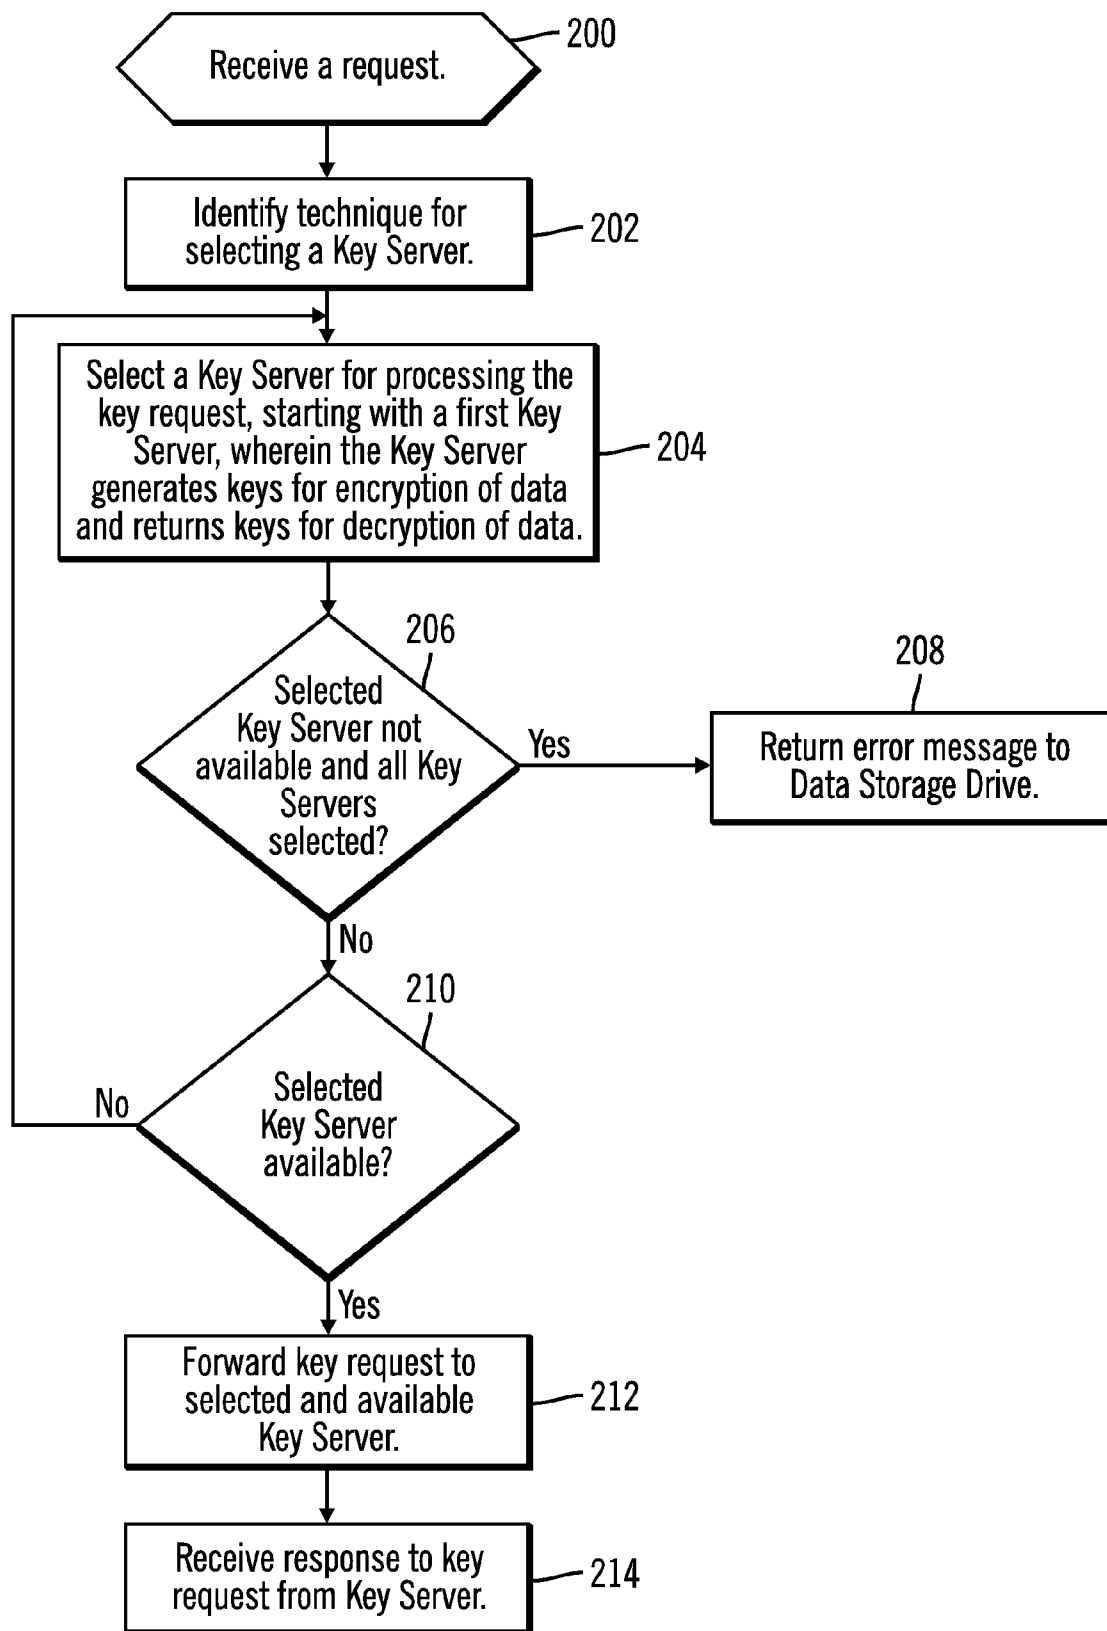 200
Receive a request.
Identify technique for
selecting a Key Server.
202
Select a Key Server for processing the
key request, starting with a first Key
Server, wherein the Key Server
generates keys for encryption of data
and returns keys for decryption of data.
204
206
Selected
Key Server not
available and all Key
Servers
selected?
Yes
208
Return error message to
Data Storage Drive.
No
210
Selected
Key Server
available?
No
Yes
Forward key request to
selected and available
Key Server.
212
Receive response to key
request from Key Server.
214